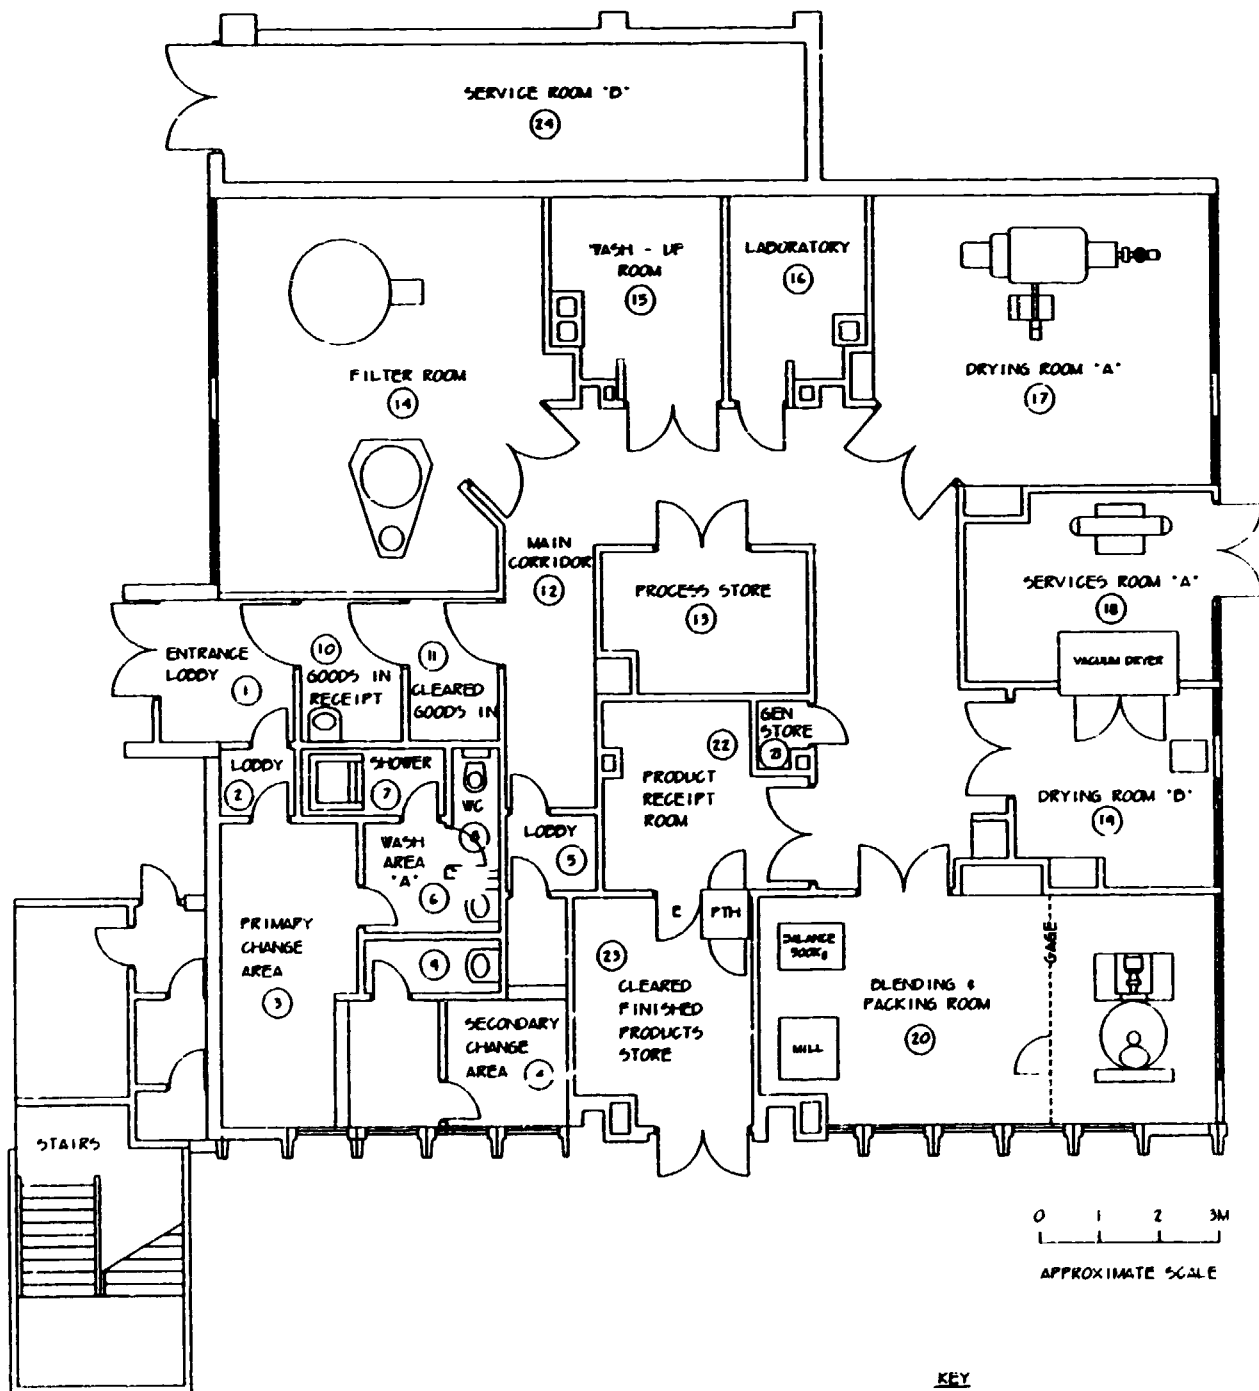 SERVICE ROOM "B"
24
WASH - UP
ROOM
15
LABORATORY
16
FILTER ROOM
14
DRYING ROOM "A"
17
MAIN
CORRIDOR
12
PROCESS STORE
13
SERVICES ROOM "A"
18
VACUUM DRYER
ENTRANCE
LOBBY
1
10
GOODS IN
RECEIPT
11
CLEARED
GOODS IN
LOBBY
2
SHOWER
7
WC
8
WASH
AREA
"A"
6
LOBBY
5
22
PRODUCT
RECEIPT
ROOM
GEN
STORE
DRYING ROOM "B"
19
PRIMARY
CHANGE
AREA
3
9
E
PTH
23
CLEARED
FINISHED
PRODUCTS
STORE
SECONDARY
CHANGE
AREA
4
BALANCE
500Kg
MILL
BLENDING &
PACKING ROOM
20
CAGE
STAIRS
0 1 2 3M
APPROXIMATE SCALE
KEY